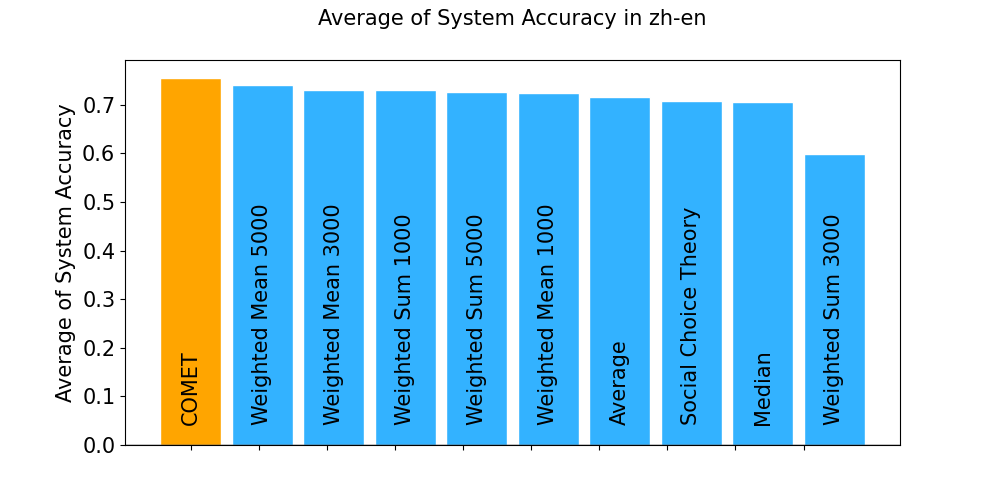 Average of System Accuracy in zh-en
Average of System Accuracy
0.7
0.6
0.5
0.4
0.3
0.2
0.1
0.0
COMET
Weighted Mean 5000
Weighted Mean 3000
Weighted Sum 1000
Weighted Sum 5000
Weighted Mean 1000
Average
Social Choice Theory
Median
Weighted Sum 3000